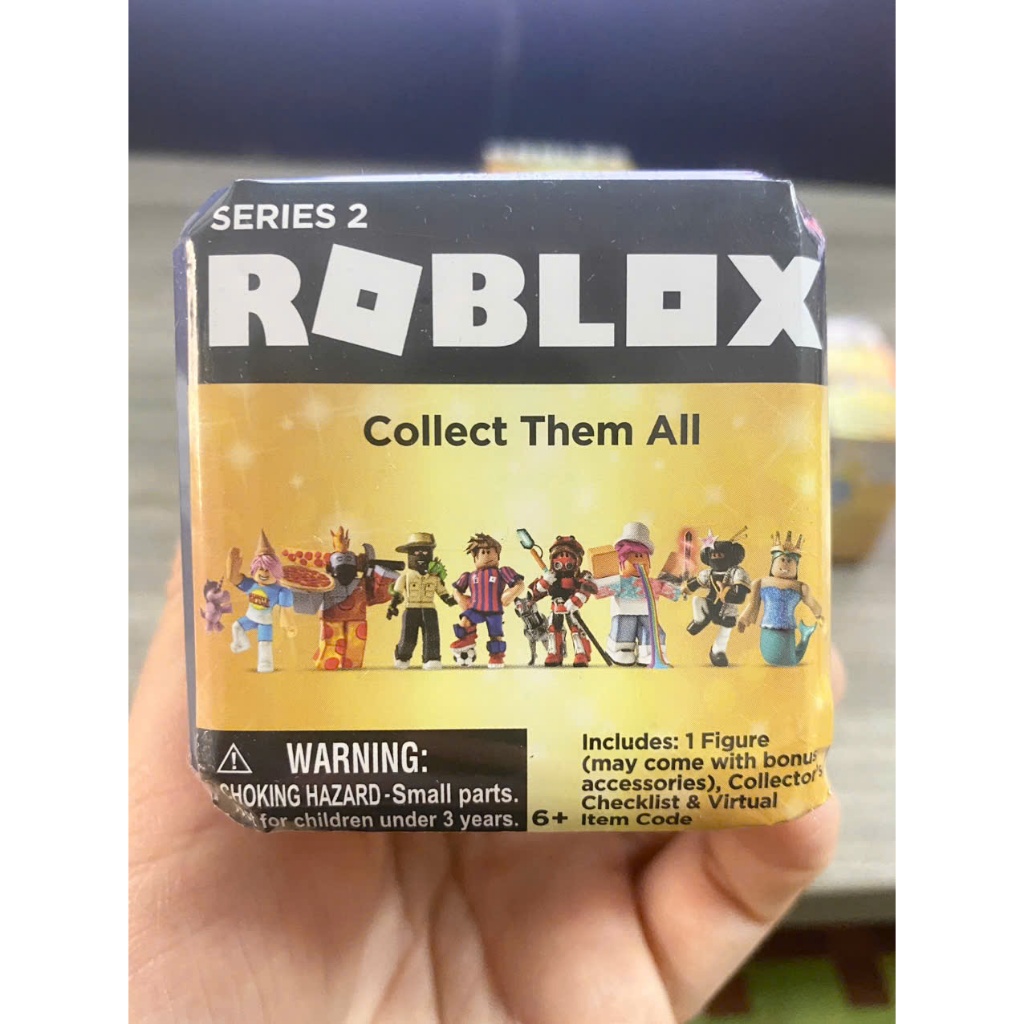 SERIES 2
ROBLOX
Collect Them All
WARNING:
CHOKING HAZARD - Small parts.
for children under 3 years.
6+
Includes: 1 Figure
(may come with bonus
accessories), Collector's
Checklist & Virtual
Item Code